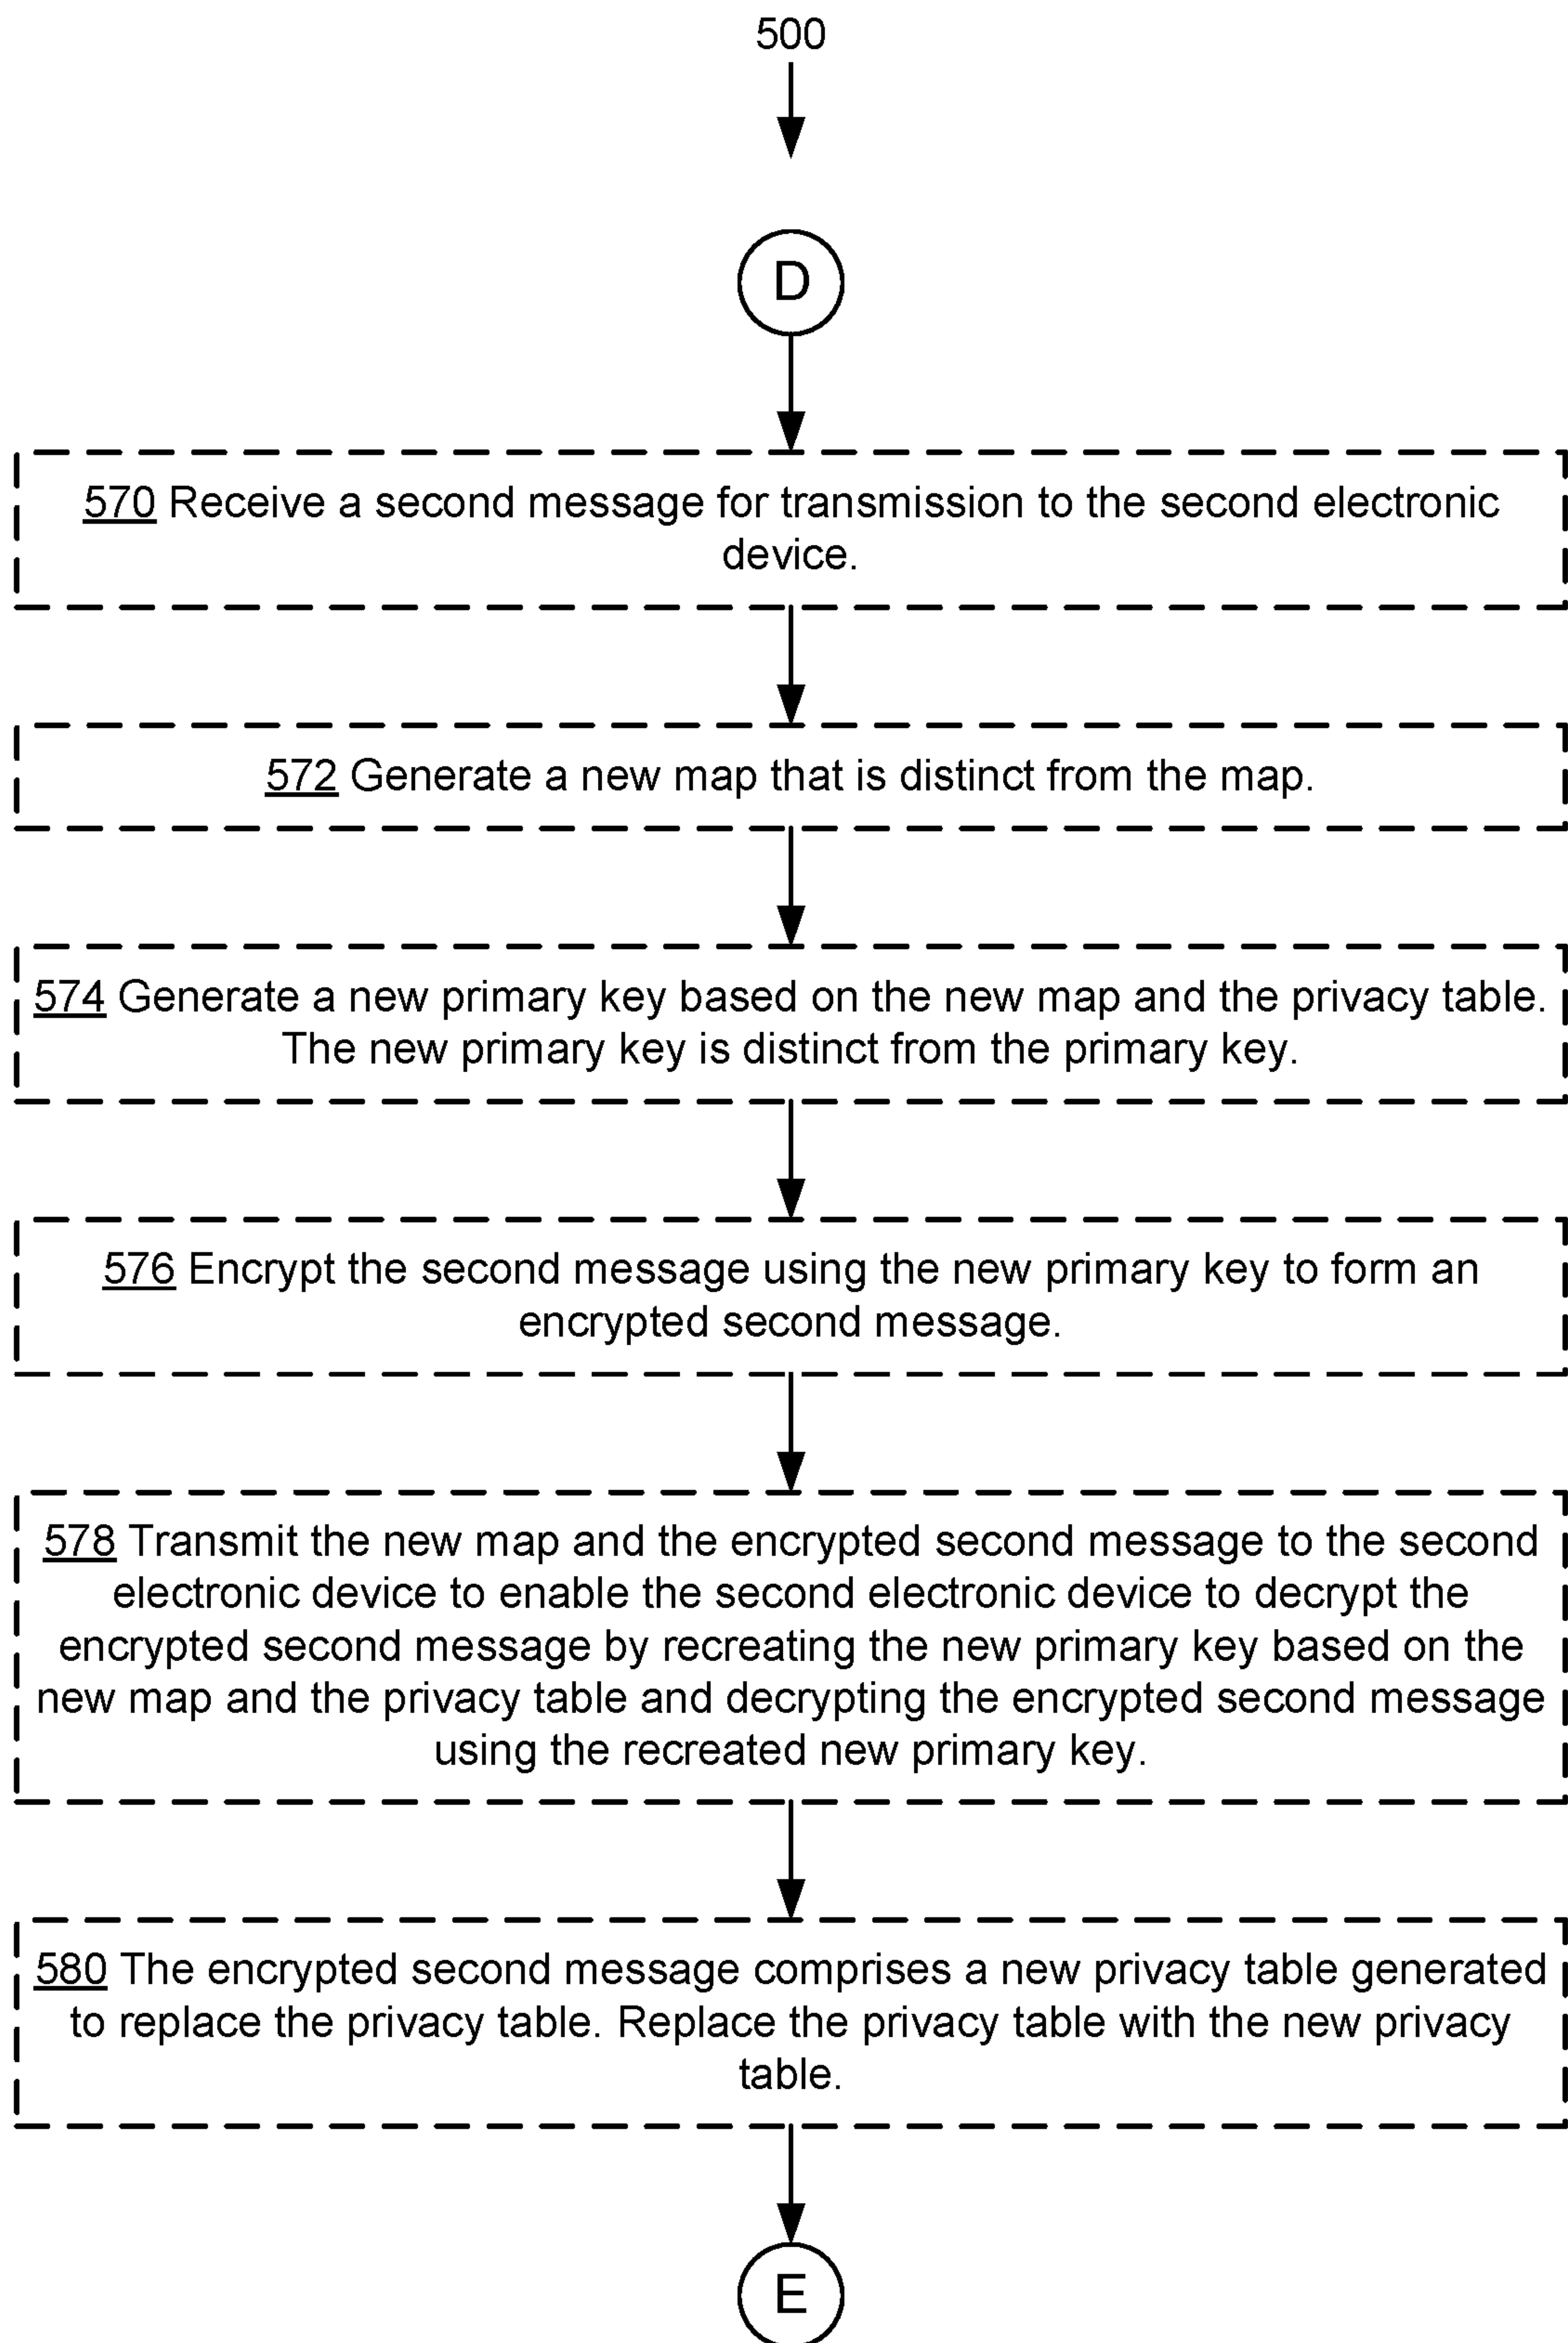 500
D
570 Receive a second message for transmission to the second electronic
device.
572 Generate a new map that is distinct from the map.
574 Generate a new primary key based on the new map and the privacy table.
The new primary key is distinct from the primary key.
576 Encrypt the second message using the new primary key to form an
encrypted second message.
578 Transmit the new map and the encrypted second message to the second
electronic device to enable the second electronic device to decrypt the
encrypted second message by recreating the new primary key based on the
new map and the privacy table and decrypting the encrypted second message
using the recreated new primary key.
580 The encrypted second message comprises a new privacy table generated
to replace the privacy table. Replace the privacy table with the new privacy
table.
E